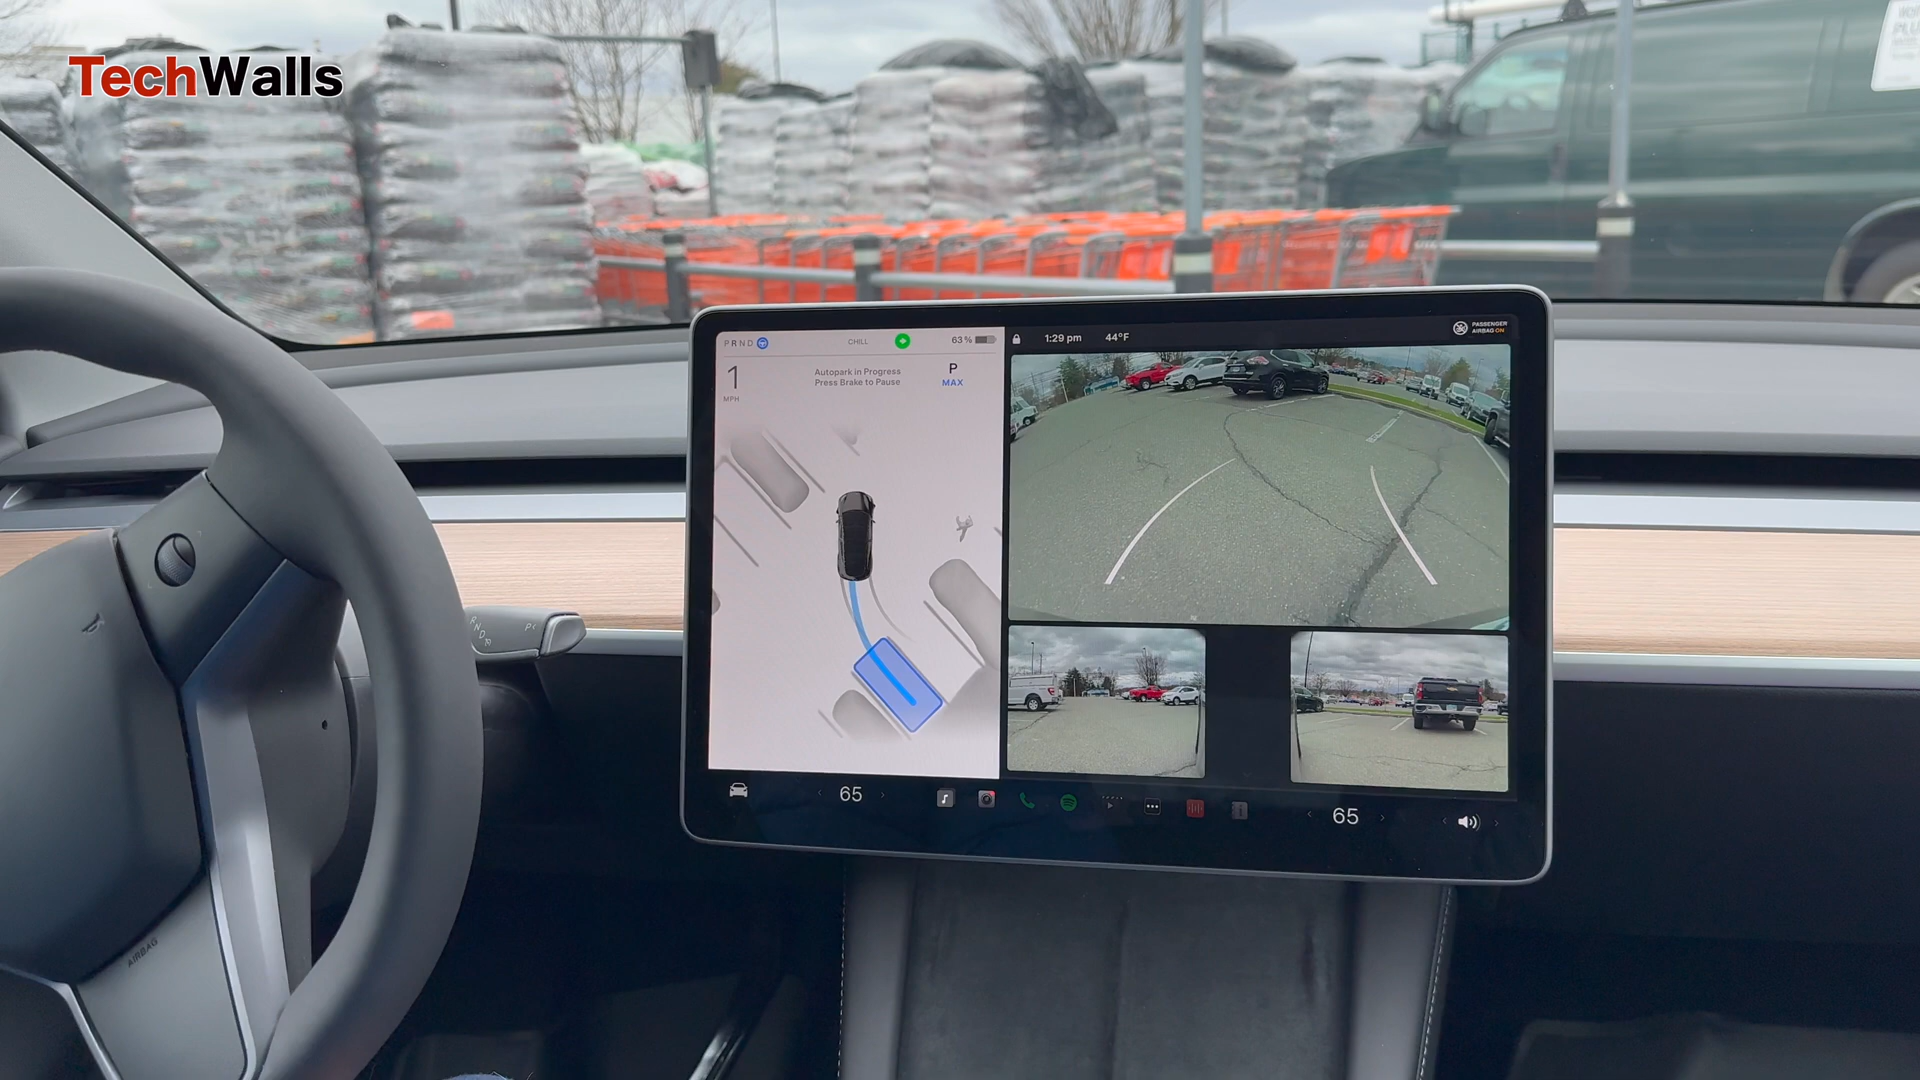 TechWalls
P R N D
CHILL
63%
1:29 pm
44°F
PASSENGER
AIRBAG ON
1
MPH
Autopark in Progress
Press Brake to Pause
P
MAX
65
65
R
N
D
P
AIRBAG